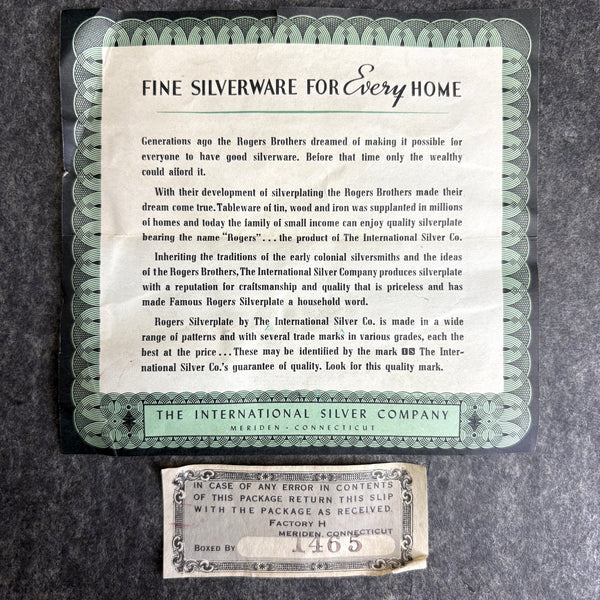 FINE SILVERWARE FOR Every HOME
Generations ago the Rogers Brothers dreamed of making it possible for
everyone to have good silverware. Before that time only the wealthy
could afford it.
With their development of silverplating the Rogers Brothers made their
dream come true. Tableware of tin, wood and iron was supplanted in millions
of homes and today the family of small income can enjoy quality silverplate
bearing the name "Rogers"... the product of The International Silver Co.
Inheriting the traditions of the early colonial silversmiths and the ideas
of the Rogers Brothers, The International Silver Company produces silverplate
with a reputation for craftsmanship and quality that is priceless and has
made Famous Rogers Silverplate a household word.
Rogers Silverplate by The International Silver Co. is made in a wide
range of patterns and with several trade marks in various grades, each the
best at the price... These may be identified by the mark IS The Inter-
national Silver Co.'s guarantee of quality. Look for this quality mark.
THE INTERNATIONAL SILVER COMPANY
MERIDEN - CONNECTICUT
IN CASE OF ANY ERROR IN CONTENTS
OF THIS PACKAGE RETURN THIS SLIP
WITH THE PACKAGE AS RECEIVED.
FACTORY H
MERIDEN, CONNECTICUT
BOXED BY 1465